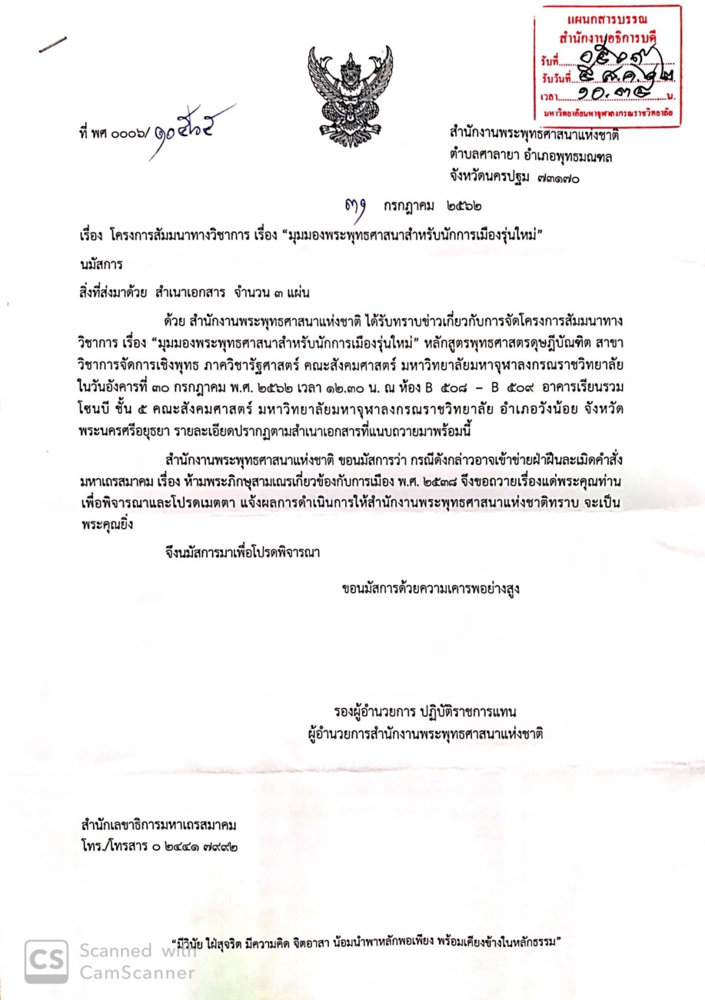 แผนกสารบรรณ
สำนักงานอธิการบดี
รับที่
รับวันที่ ๕ ส.ค. ๖๒
เวลา ๑๐.๓๕ น.
มหาวิทยาลัยมหาจุฬาลงกรณราชวิทยาลัย
ที่ พศ ๐๐๐๖/
สำนักงานพระพุทธศาสนาแห่งชาติ
ตำบลศาลายา อำเภอพุทธมณฑล
จังหวัดนครปฐม ๗๓๑๗๐
๓๑ กรกฎาคม ๒๕๖๒
เรื่อง โครงการสัมมนาทางวิชาการ เรื่อง “มุมมองพระพุทธศาสนาสำหรับนักการเมืองรุ่นใหม่”
นมัสการ
สิ่งที่ส่งมาด้วย สำเนาเอกสาร จำนวน ๓ แผ่น
ด้วย สำนักงานพระพุทธศาสนาแห่งชาติ ได้รับทราบข่าวเกี่ยวกับการจัดโครงการสัมมนาทาง
วิชาการ เรื่อง “มุมมองพระพุทธศาสนาสำหรับนักการเมืองรุ่นใหม่” หลักสูตรพุทธศาสตรดุษฎีบัณฑิต สาขา
วิชาการจัดการเชิงพุทธ ภาควิชารัฐศาสตร์ คณะสังคมศาสตร์ มหาวิทยาลัยมหาจุฬาลงกรณราชวิทยาลัย
ในวันอังคารที่ ๓๐ กรกฎาคม พ.ศ. ๒๕๖๒ เวลา ๑๒.๓๐ น. ณ ห้อง B ๕๐๘ – B ๕๐๙ อาคารเรียนรวม
โซนบี ชั้น ๕ คณะสังคมศาสตร์ มหาวิทยาลัยมหาจุฬาลงกรณราชวิทยาลัย อำเภอวังน้อย จังหวัด
พระนครศรีอยุธยา รายละเอียดปรากฏตามสำเนาเอกสารที่แนบถวายมาพร้อมนี้
สำนักงานพระพุทธศาสนาแห่งชาติ ขอนมัสการว่า กรณีดังกล่าวอาจเข้าข่ายฝ่าฝืนละเมิดคำสั่ง
มหาเถรสมาคม เรื่อง ห้ามพระภิกษุสามเณรเกี่ยวข้องกับการเมือง พ.ศ. ๒๕๓๘ จึงขอถวายเรื่องแด่พระคุณท่าน
เพื่อพิจารณาและโปรดเมตตา แจ้งผลการดำเนินการให้สำนักงานพระพุทธศาสนาแห่งชาติทราบ จะเป็น
พระคุณยิ่ง
จึงนมัสการมาเพื่อโปรดพิจารณา
ขอนมัสการด้วยความเคารพอย่างสูง
รองผู้อำนวยการ ปฏิบัติราชการแทน
ผู้อำนวยการสำนักงานพระพุทธศาสนาแห่งชาติ
สำนักเลขาธิการมหาเถรสมาคม
โทร./โทรสาร ๐ ๒๔๔๑ ๗๙๙๒
“มีวินัย ใฝ่สุจริต มีความคิด จิตอาสา น้อมนำพาหลักพอเพียง พร้อมเคียงข้างในหลักธรรม”
CS Scanned with
CamScanner